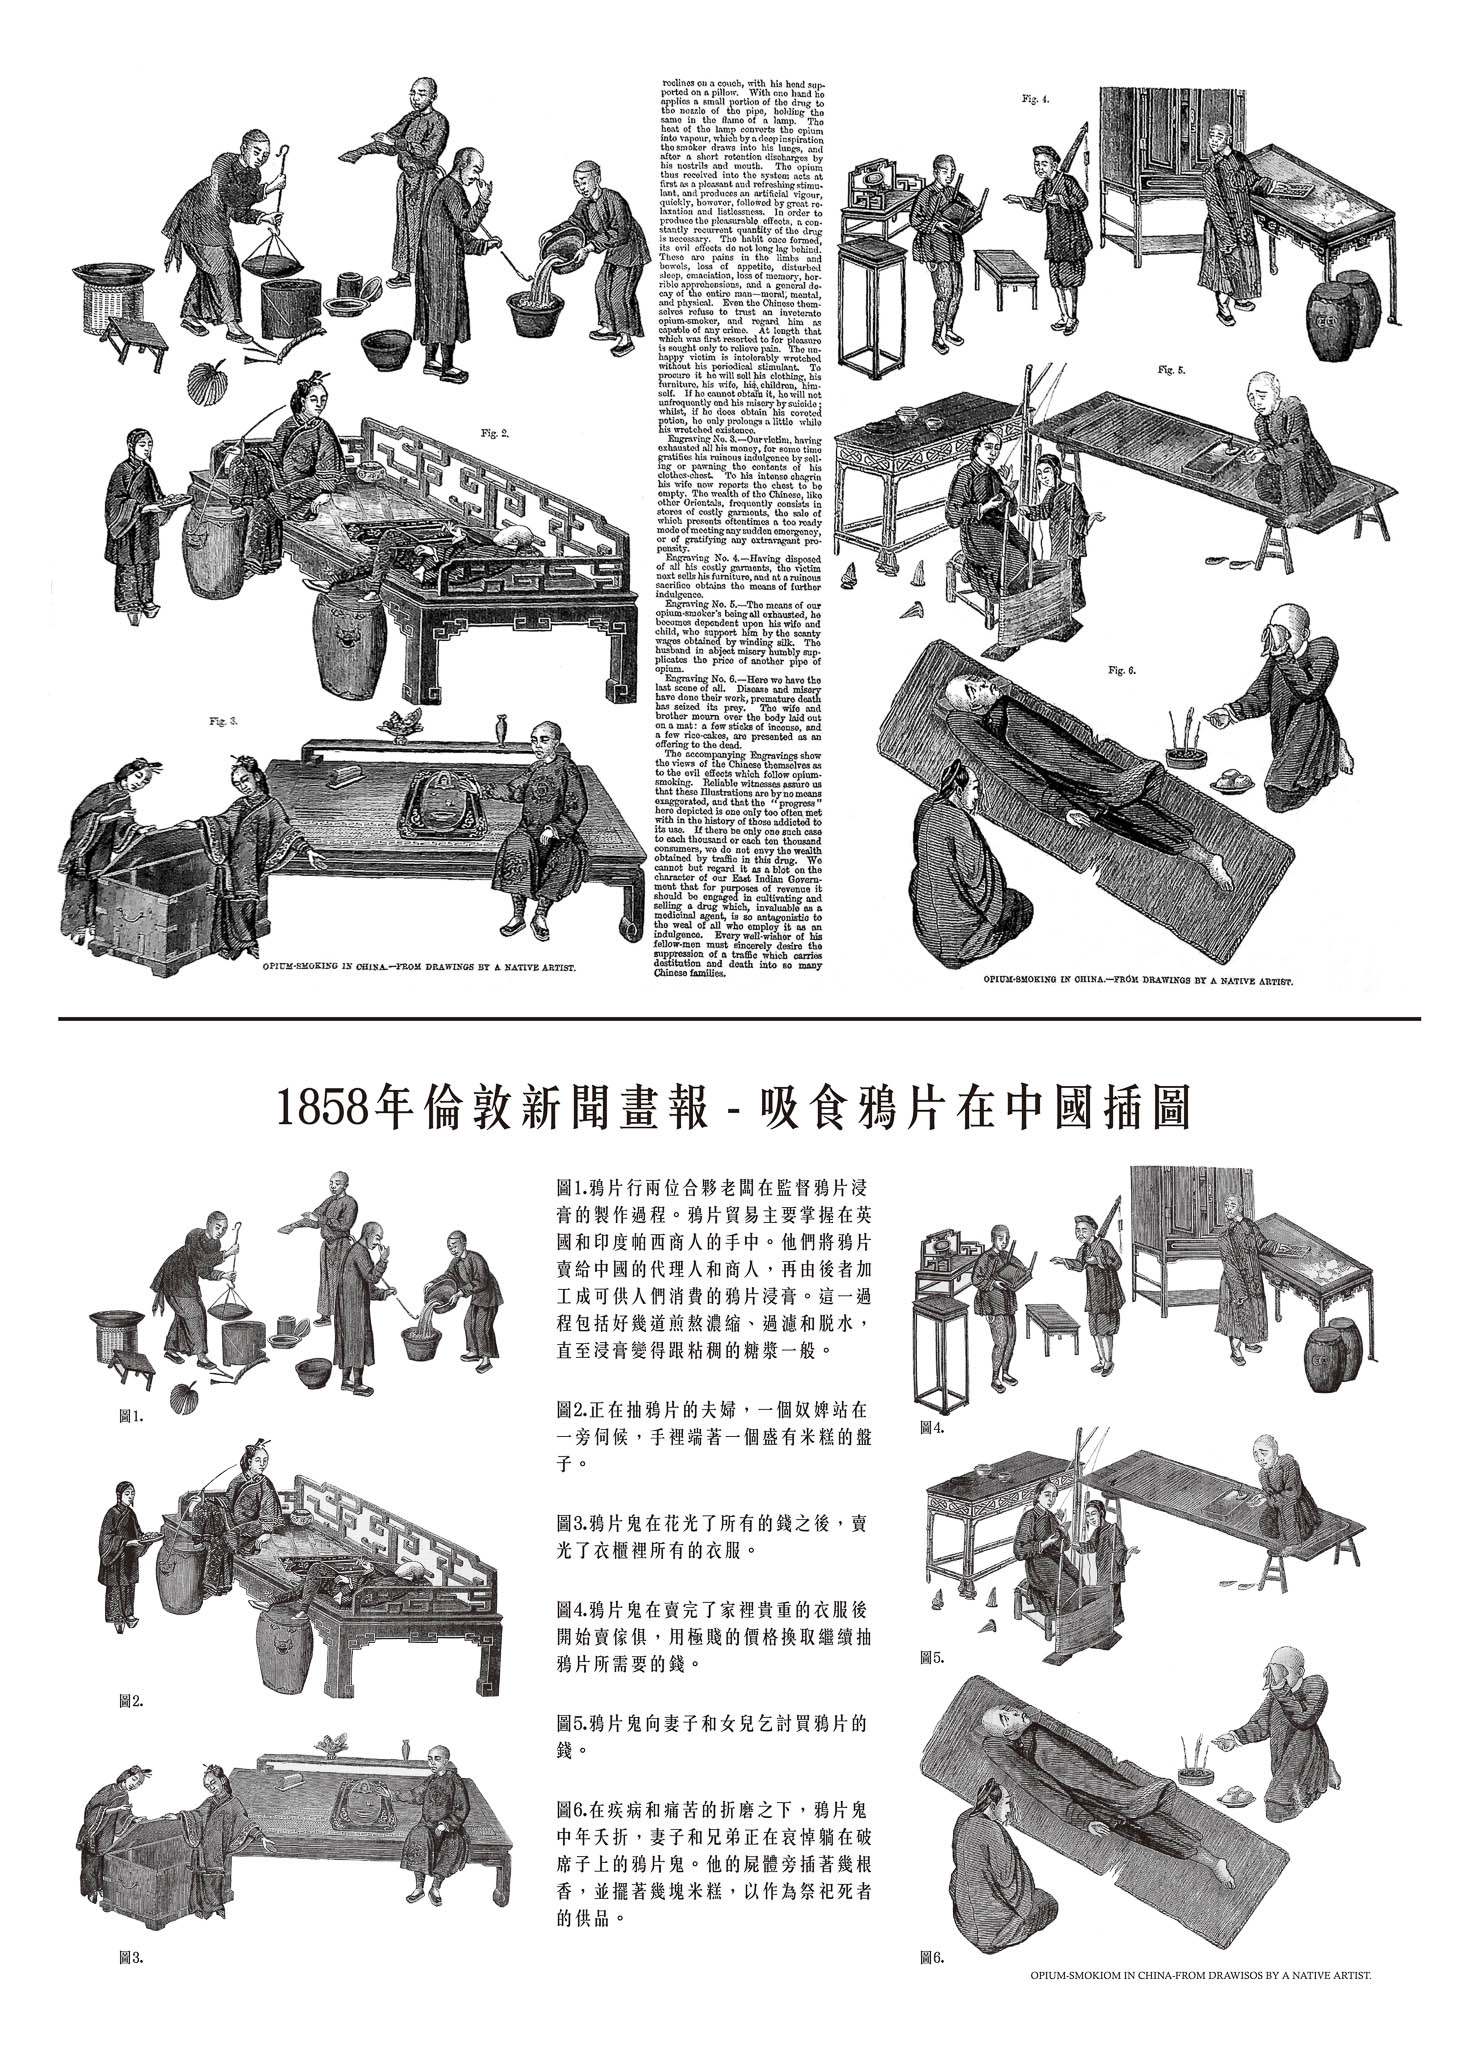 roclines on a couch, with his head sup-
ported on a pillow. With one hand he
applies a small portion of the drug to
the nozzle of the pipe, holding the
same in the flame of a lamp. The
heat of the lamp converts the opium
into vapour, which by a deep inspiration
the smoker draws into his lungs, and
after a short retention discharges by
his nostrils and mouth. The opium
thus received into the system acts at
first as a pleasant and refreshing stimu-
lant, and produces an artificial vigour,
quickly, however, followed by great re-
laxation and listlessness. In order to
produce the pleasurable effects, a con-
stantly recurrent quantity of the drug
is necessary. The habit once formed,
its evil effects do not long lag behind.
These are pains in the limbs and
bowels, loss of appetite, disturbed
sleep, emaciation, loss of memory, hor-
rible apprehensions, and a general de-
cay of the entire man—moral, mental,
and physical. Even the Chinese them-
selves refuse to trust an inveterate
opium-smoker, and regard him as
capable of any crime. At length that
which was first resorted to for pleasure
is sought only to relieve pain. The un-
happy victim is intolerably wretched
without his periodical stimulant. To
procure it he will sell his clothing, his
furniture, his wife, his children, him-
self. If he cannot obtain it, he will not
unfrequently end his misery by suicide;
whilst, if he does obtain his coveted
potion, he only prolongs a little while
his wretched existence.
Engraving No. 3.—Our victim, having
exhausted all his money, for some time
gratifies his ruinous indulgence by sell-
ing or pawning the contents of his
clothes-chest. To his intense chagrin
his wife now reports the chest to be
empty. The wealth of the Chinese, like
other Orientals, frequently consists in
stores of costly garments, the sale of
which presents oftentimes a too ready
mode of meeting any sudden emergency,
or of gratifying any extravagant pro-
pensity.
Engraving No. 4.—Having disposed
of all his costly garments, the victim
next sells his furniture, and at a ruinous
sacrifice obtains the means of further
indulgence.
Engraving No. 5.—The means of our
opium-smoker's being all exhausted, he
becomes dependent upon his wife and
child, who support him by the scanty
wages obtained by winding silk. The
husband in abject misery humbly sup-
plicates the price of another pipe of
opium.
Engraving No. 6.—Here we have the
last scene of all. Disease and misery
have done their work, premature death
has seized its prey. The wife and
brother mourn over the body laid out
on a mat: a few sticks of incense, and
a few rice-cakes, are presented as an
offering to the dead.
The accompanying Engravings show
the views of the Chinese themselves as
to the evil effects which follow opium-
smoking. Reliable witnesses assure us
that these Illustrations are by no means
exaggerated, and that the "progress"
here depicted is one only too often met
with in the history of those addicted to
its use. If there be only one such case
to each thousand or each ten thousand
consumers, we do not envy the wealth
obtained by traffic in this drug. We
cannot but regard it as a blot on the
character of our East Indian Govern-
ment that for purposes of revenue it
should be engaged in cultivating and
selling a drug which, invaluable as a
medicinal agent, is so antagonistic to
the weal of all who employ it as an
indulgence. Every well-wisher of his
fellow-men must sincerely desire the
suppression of a traffic which carries
destitution and death into so many
Chinese families.
Fig. 2.
Fig. 3.
OPIUM-SMOKING IN CHINA.—FROM DRAWINGS BY A NATIVE ARTIST.
Fig. 4.
Fig. 5.
Fig. 6.
OPIUM-SMOKING IN CHINA.—FROM DRAWINGS BY A NATIVE ARTIST.
1858年倫敦新聞畫報 - 吸食鴉片在中國插圖
圖1.
圖2.
圖3.
圖1.鴉片行兩位合夥老闆在監督鴉片浸
膏的製作過程。鴉片貿易主要掌握在英
國和印度帕西商人的手中。他們將鴉片
賣給中國的代理人和商人，再由後者加
工成可供人們消費的鴉片浸膏。這一過
程包括好幾道煎熬濃縮、過濾和脫水，
直至浸膏變得跟粘稠的糖漿一般。
圖2.正在抽鴉片的夫婦，一個奴婢站在
一旁伺候，手裡端著一個盛有米糕的盤
子。
圖3.鴉片鬼在花光了所有的錢之後，賣
光了衣櫃裡所有的衣服。
圖4.鴉片鬼在賣完了家裡貴重的衣服後
開始賣傢俱，用極賤的價格換取繼續抽
鴉片所需要的錢。
圖5.鴉片鬼向妻子和女兒乞討買鴉片的
錢。
圖6.在疾病和痛苦的折磨之下，鴉片鬼
中年夭折，妻子和兄弟正在哀悼躺在破
席子上的鴉片鬼。他的屍體旁插著幾根
香，並擺著幾塊米糕，以作為祭祀死者
的供品。
圖4.
圖5.
圖6.
OPIUM-SMOKIOM IN CHINA-FROM DRAWISOS BY A NATIVE ARTIST.